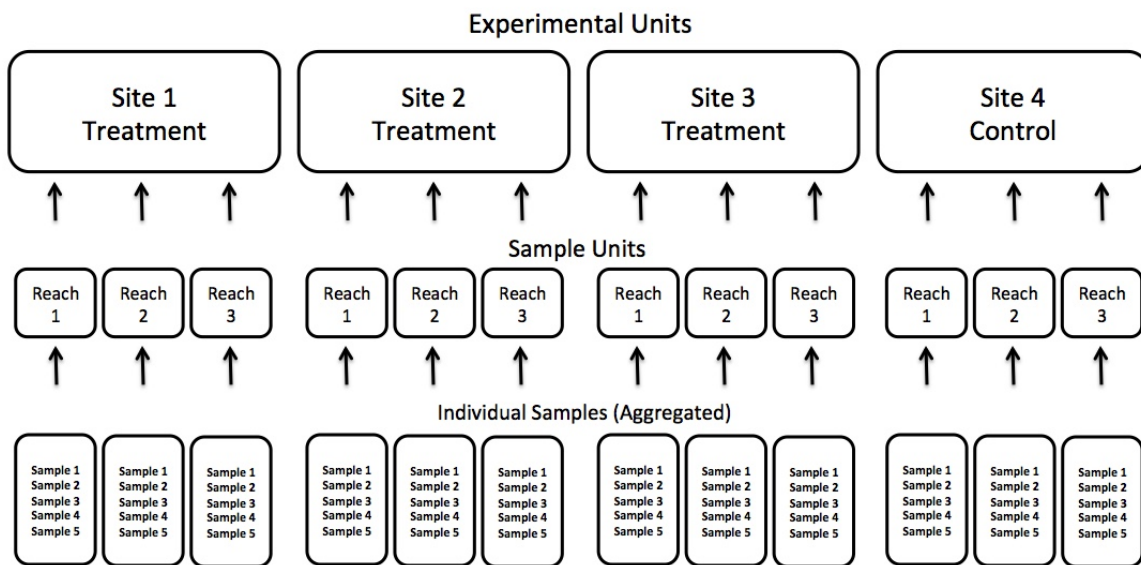 Experimental Units
Site 1
Treatment
Site 2
Treatment
Site 3
Treatment
Site 4
Control
Sample Units
Reach
1
Reach
2
Reach
3
Reach
1
Reach
2
Reach
3
Reach
1
Reach
2
Reach
3
Reach
1
Reach
2
Reach
3
Individual Samples (Aggregated)
Sample 1
Sample 2
Sample 3
Sample 4
Sample 5
Sample 1
Sample 2
Sample 3
Sample 4
Sample 5
Sample 1
Sample 2
Sample 3
Sample 4
Sample 5
Sample 1
Sample 2
Sample 3
Sample 4
Sample 5
Sample 1
Sample 2
Sample 3
Sample 4
Sample 5
Sample 1
Sample 2
Sample 3
Sample 4
Sample 5
Sample 1
Sample 2
Sample 3
Sample 4
Sample 5
Sample 1
Sample 2
Sample 3
Sample 4
Sample 5
Sample 1
Sample 2
Sample 3
Sample 4
Sample 5
Sample 1
Sample 2
Sample 3
Sample 4
Sample 5
Sample 1
Sample 2
Sample 3
Sample 4
Sample 5
Sample 1
Sample 2
Sample 3
Sample 4
Sample 5